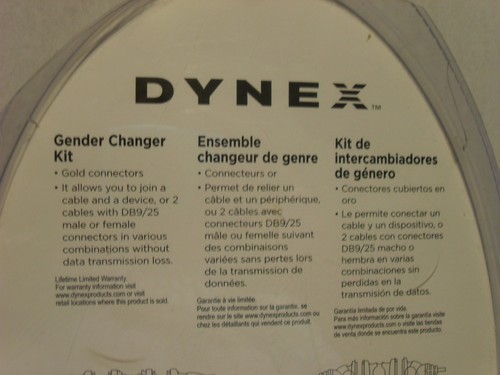 DYNEX™
Gender Changer
Kit
• Gold connectors
• It allows you to join a
cable and a device, or 2
cables with DB9/25
male or female
connectors in various
combinations without
data transmission loss.
Lifetime Limited Warranty.
For warranty information visit
www.dynexproducts.com or visit
retail locations where this product is sold.
Ensemble
changeur de genre
• Connecteurs or
• Permet de relier un
câble et un périphérique,
ou 2 câbles avec
connecteurs DB9/25
mâle ou femelle suivant
des combinaisons
variées sans pertes lors
de la transmission de
données.
Garantie à vie limitée.
Pour toute information sur la garantie, se
rendre sur le site www.dynexproducts.com ou
chez les détaillants qui vendent ce produit.
Kit de
intercambiadores
de género
• Conectores cubiertos en
oro
• Le permite conectar un
cable y un dispositivo, o
2 cables con conectores
DB9/25 macho o
hembra en varias
combinaciones sin
perdidas en la
transmisión de datos.
Garantía limitada de por vida.
Para más información sobre la garantía visite
www.dynexproducts.com o visite las tiendas
de venta donde se encuentra este producto.